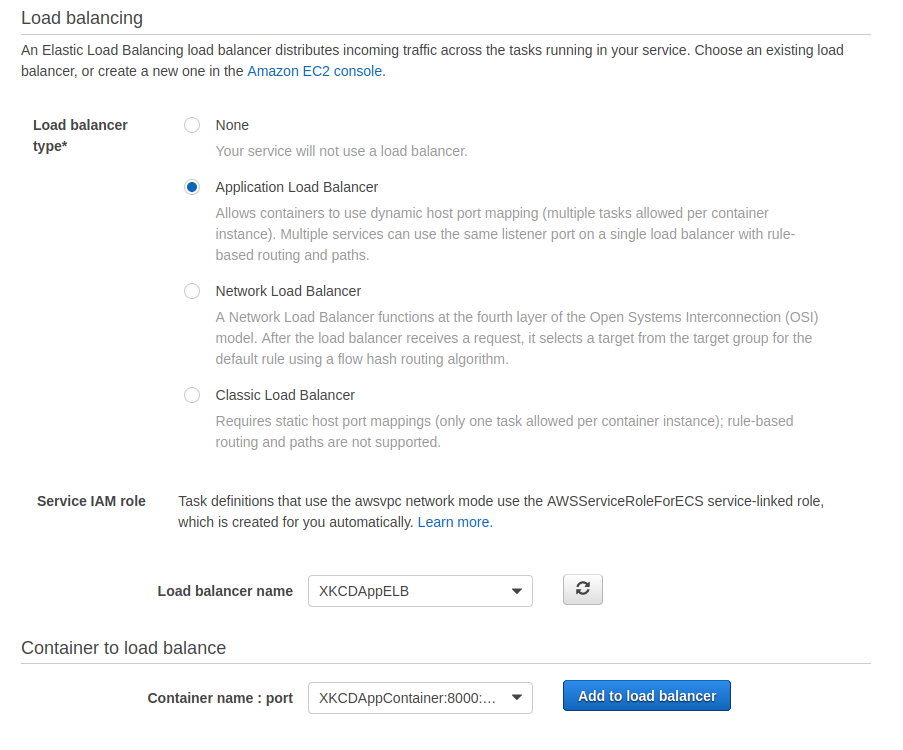 Load balancing
An Elastic Load Balancing load balancer distributes incoming traffic across the tasks running in your service. Choose an existing load
balancer, or create a new one in the Amazon EC2 console.
Load balancer
type*
None
Your service will not use a load balancer.
Application Load Balancer
Allows containers to use dynamic host port mapping (multiple tasks allowed per container
instance). Multiple services can use the same listener port on a single load balancer with rule-
based routing and paths.
Network Load Balancer
A Network Load Balancer functions at the fourth layer of the Open Systems Interconnection (OSI)
model. After the load balancer receives a request, it selects a target from the target group for the
default rule using a flow hash routing algorithm.
Classic Load Balancer
Requires static host port mappings (only one task allowed per container instance); rule-based
routing and paths are not supported.
Service IAM role
Task definitions that use the awsvpc network mode use the AWSServiceRoleForECS service-linked role,
which is created for you automatically. Learn more.
Load balancer name XKCDAppELB
Container to load balance
Container name : port XKCDAppContainer:8000:... Add to load balancer